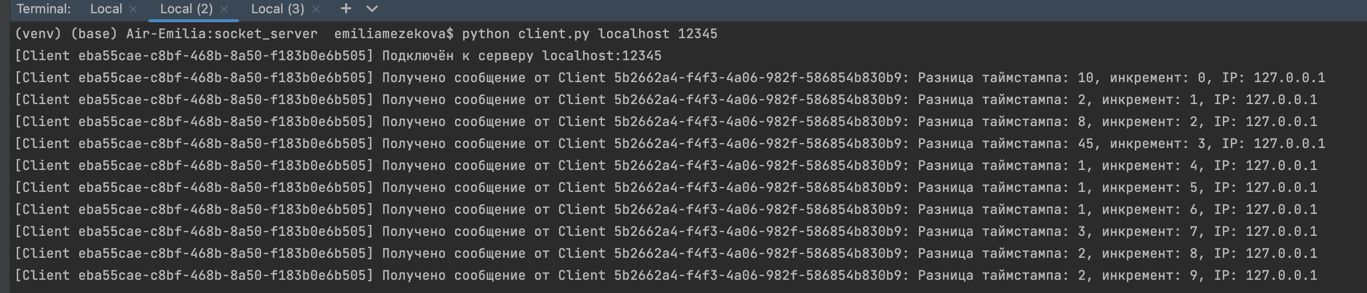 Terminal: Local × Local (2) × Local (3) × +
(venv) (base) Air-Emilia:socket_server emiliamezekova$ python client.py localhost 12345
[Client eba55cae-c8bf-468b-8a50-f183b0e6b505] Подключён к серверу localhost:12345
[Client eba55cae-c8bf-468b-8a50-f183b0e6b505] Получено сообщение от Client 5b2662a4-f4f3-4a06-982f-586854b830b9: Разница таймстампа: 10, инкремент: 0, IP: 127.0.0.1
[Client eba55cae-c8bf-468b-8a50-f183b0e6b505] Получено сообщение от Client 5b2662a4-f4f3-4a06-982f-586854b830b9: Разница таймстампа: 2, инкремент: 1, IP: 127.0.0.1
[Client eba55cae-c8bf-468b-8a50-f183b0e6b505] Получено сообщение от Client 5b2662a4-f4f3-4a06-982f-586854b830b9: Разница таймстампа: 8, инкремент: 2, IP: 127.0.0.1
[Client eba55cae-c8bf-468b-8a50-f183b0e6b505] Получено сообщение от Client 5b2662a4-f4f3-4a06-982f-586854b830b9: Разница таймстампа: 45, инкремент: 3, IP: 127.0.0.1
[Client eba55cae-c8bf-468b-8a50-f183b0e6b505] Получено сообщение от Client 5b2662a4-f4f3-4a06-982f-586854b830b9: Разница таймстампа: 1, инкремент: 4, IP: 127.0.0.1
[Client eba55cae-c8bf-468b-8a50-f183b0e6b505] Получено сообщение от Client 5b2662a4-f4f3-4a06-982f-586854b830b9: Разница таймстампа: 1, инкремент: 5, IP: 127.0.0.1
[Client eba55cae-c8bf-468b-8a50-f183b0e6b505] Получено сообщение от Client 5b2662a4-f4f3-4a06-982f-586854b830b9: Разница таймстампа: 1, инкремент: 6, IP: 127.0.0.1
[Client eba55cae-c8bf-468b-8a50-f183b0e6b505] Получено сообщение от Client 5b2662a4-f4f3-4a06-982f-586854b830b9: Разница таймстампа: 3, инкремент: 7, IP: 127.0.0.1
[Client eba55cae-c8bf-468b-8a50-f183b0e6b505] Получено сообщение от Client 5b2662a4-f4f3-4a06-982f-586854b830b9: Разница таймстампа: 2, инкремент: 8, IP: 127.0.0.1
[Client eba55cae-c8bf-468b-8a50-f183b0e6b505] Получено сообщение от Client 5b2662a4-f4f3-4a06-982f-586854b830b9: Разница таймстампа: 2, инкремент: 9, IP: 127.0.0.1